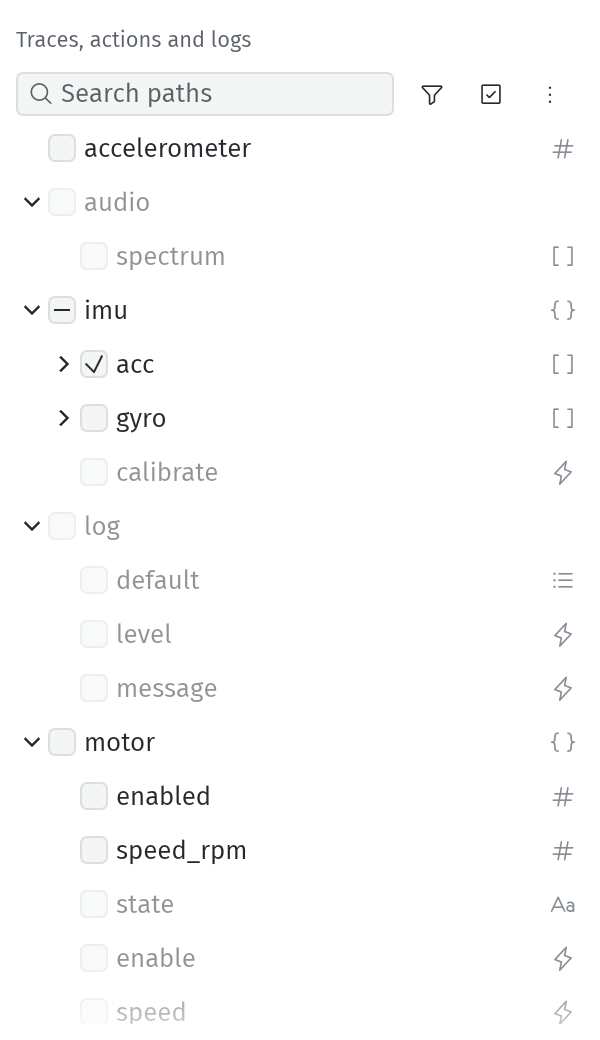 Traces, actions and logs
Search paths
accelerometer #
audio
spectrum []
imu {}
acc []
gyro []
calibrate
log
default
level
message
motor {}
enabled #
speed_rpm #
state Aa
enable
speed